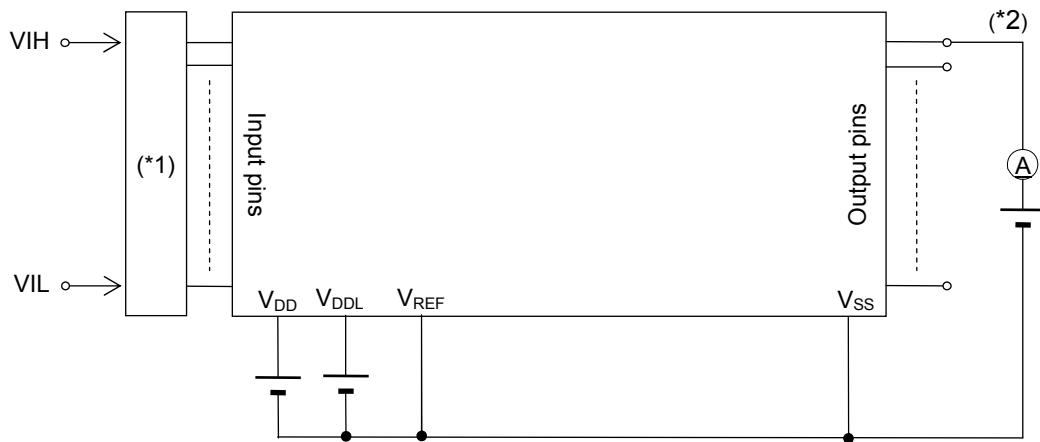 (*2)
VIH
(*1)
Input pins
Output pins
A
VIL
VDD
VDDL
VREF
VSS